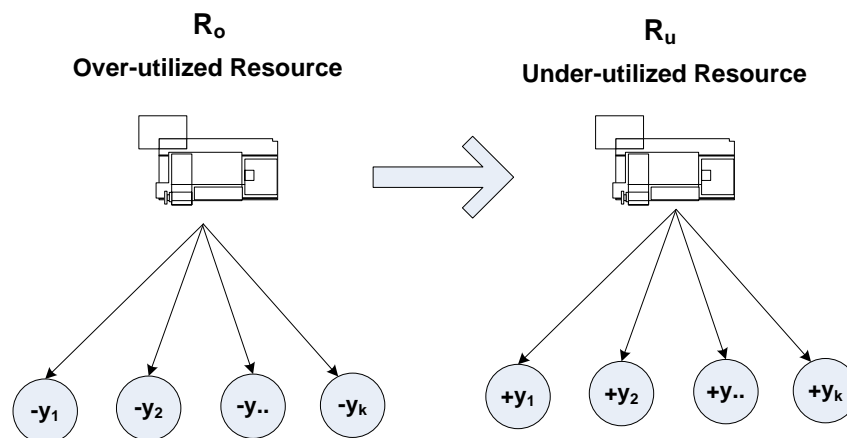 Rₒ
Over-utilized Resource
Rᵤ
Under-utilized Resource
-y₁
-y₂
-y..
-yₖ
+y₁
+y₂
+y..
+yₖ